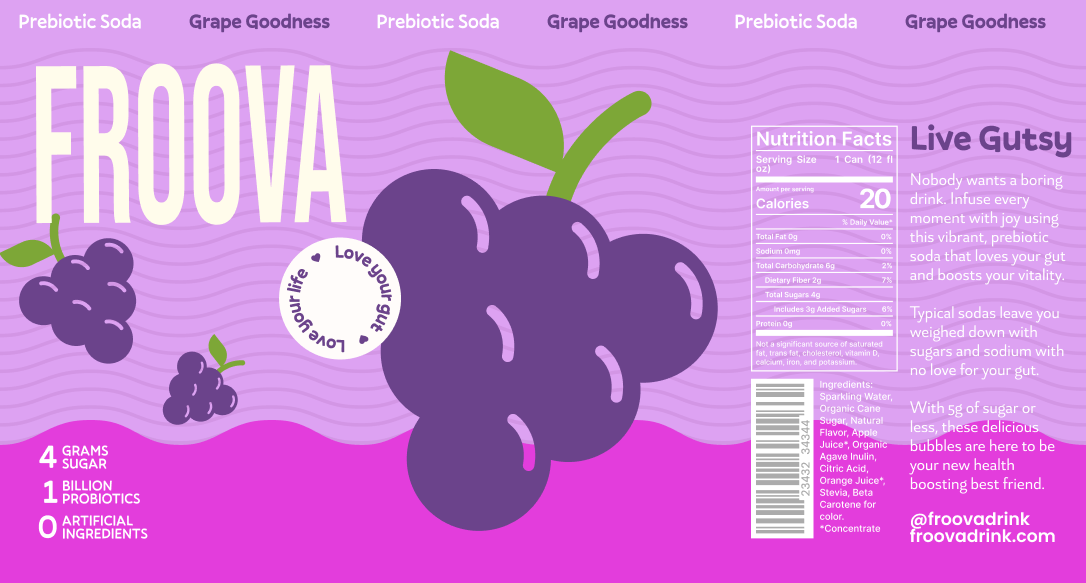 Prebiotic Soda Grape Goodness Prebiotic Soda Grape Goodness Prebiotic Soda Grape Goodness
FROOVA
Love your gut
Love your life
4 GRAMS
SUGAR
1 BILLION
PROBIOTICS
0 ARTIFICIAL
INGREDIENTS
Nutrition Facts
Serving Size 1 Can (12 fl
oz)
Amount per serving
Calories 20
% Daily Value*
Total Fat 0g 0%
Sodium 0mg 0%
Total Carbohydrate 6g 2%
Dietary Fiber 2g 7%
Total Sugars 4g
Includes 3g Added Sugars 6%
Protein 0g 0%
Not a significant source of saturated
fat, trans fat, cholesterol, vitamin D,
calcium, iron, and potassium.
23432 34344
Ingredients:
Sparkling Water,
Organic Cane
Sugar, Natural
Flavor, Apple
Juice*, Organic
Agave Inulin,
Citric Acid,
Orange Juice*,
Stevia, Beta
Carotene for
color.
*Concentrate
Live Gutsy
Nobody wants a boring
drink. Infuse every
moment with joy using
this vibrant, prebiotic
soda that loves your gut
and boosts your vitality.
Typical sodas leave you
weighed down with
sugars and sodium with
no love for your gut.
With 5g of sugar or
less, these delicious
bubbles are here to be
your new health
boosting best friend.
@froovadrink
froovadrink.com